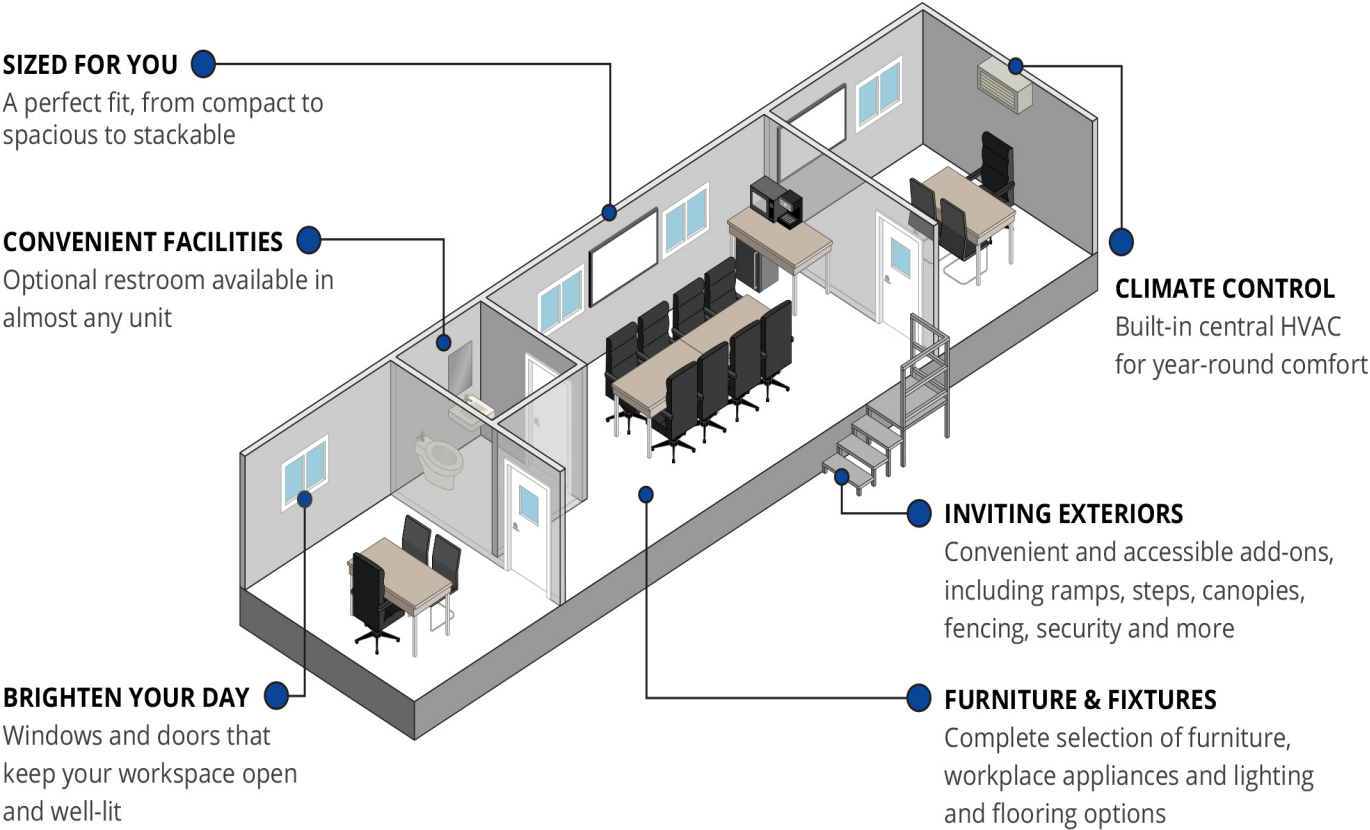 SIZED FOR YOU
A perfect fit, from compact to
spacious to stackable
CONVENIENT FACILITIES
Optional restroom available in
almost any unit
BRIGHTEN YOUR DAY
Windows and doors that
keep your workspace open
and well-lit
CLIMATE CONTROL
Built-in central HVAC
for year-round comfort
INVITING EXTERIORS
Convenient and accessible add-ons,
including ramps, steps, canopies,
fencing, security and more
FURNITURE & FIXTURES
Complete selection of furniture,
workplace appliances and lighting
and flooring options